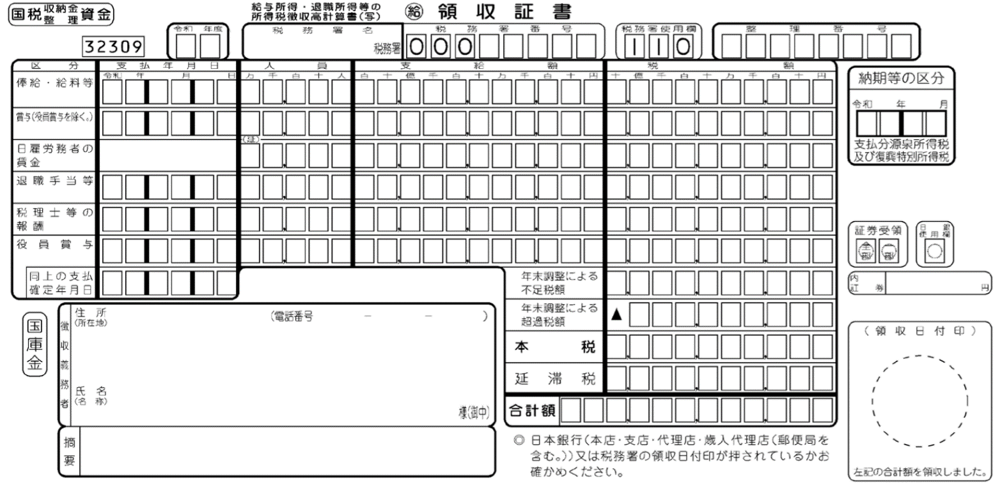 国税収納金整理資金
給与所得・退職所得等の
所得税徴収高計算書(写)
㊕ 領収証書
32309
令和 年度
税務署名
税務署
税務署番号
000
税務署使用欄
110
整理番号
区分
支払年月日
人員
支給額
税額
令和 年 月 日
万千百十人
百十億千百十万千百十円
十億千百十万千百十円
俸給・給料等
賞与(役員賞与を除く。)
日雇労務者の
賃金
(延)
退職手当等
税理士等の
報酬
役員賞与
同上の支払
確定年月日
年末調整による
不足税額
年末調整による
超過税額
▲
本税
延滞税
合計額
納期等の区分
令和 年 月
支払分源泉所得税
及び復興特別所得税
証券受領
全部
日銀
使用欄
内
訌券
円
国庫金
徴収義務者
住所
(所在地)
(電話番号 － － )
氏名
(名称)
様(御中)
摘要
(領収日付印)
左記の合計額を領収しました。
◎ 日本銀行(本店・支店・代理店・歳入代理店(郵便局を
含む。))又は税務署の領収日付印が押されているかお
確かめください。